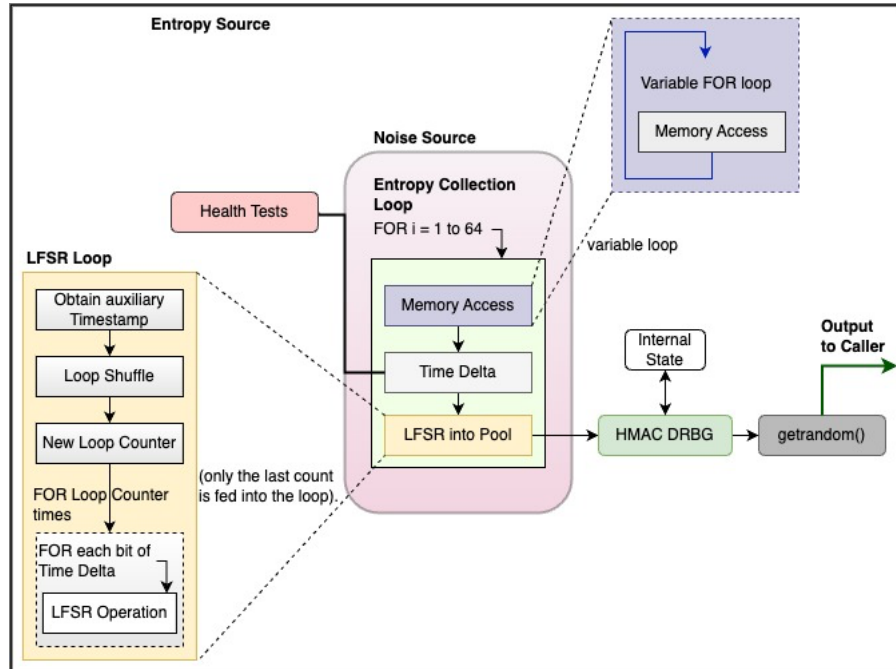 Entropy Source
Variable FOR loop
Memory Access
Noise Source
Entropy Collection
Loop
FOR i = 1 to 64
Health Tests
variable loop
LFSR Loop
Obtain auxiliary
Timestamp
Loop Shuffle
New Loop Counter
FOR Loop Counter
times
FOR each bit of
Time Delta
LFSR Operation
(only the last count
is fed into the loop).
Memory Access
Time Delta
LFSR into Pool
Internal
State
HMAC DRBG
Output
to Caller
getrandom()